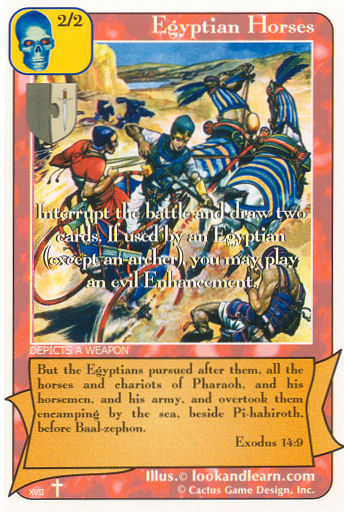 2/2
Egyptian Horses
Interrupt the battle and draw two
cards. If used by an Egyptian
(except an archer), you may play
an evil Enhancement.
DEPICTS A WEAPON
But the Egyptians pursued after them, all the
horses and chariots of Pharaoh, and his
horsemen, and his army, and overtook them
encamping by the sea, beside Pi-hahiroth,
before Baal-zephon.
Exodus 14:9
XVII
Illus.© lookandlearn.com
© Cactus Game Design, Inc.